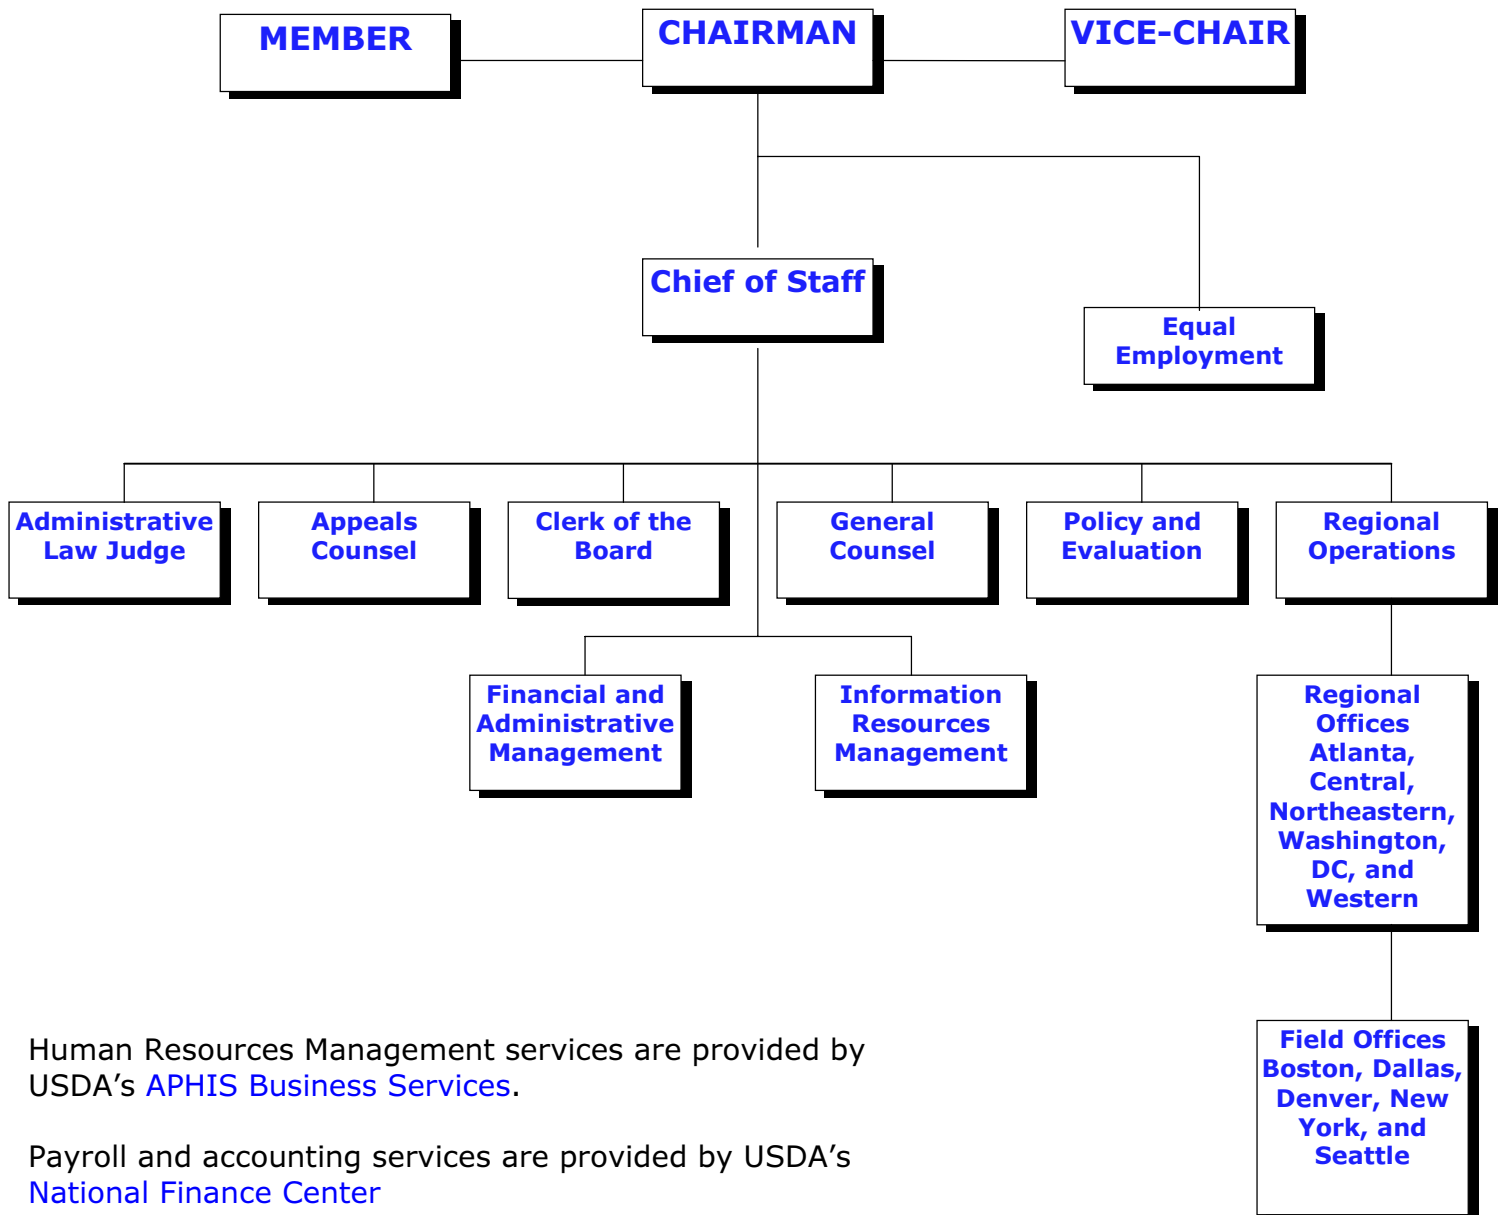 MEMBER
CHAIRMAN
VICE-CHAIR
Chief of Staff
Equal
Employment
Administrative
Law Judge
Appeals
Counsel
Clerk of the
Board
General
Counsel
Policy and
Evaluation
Regional
Operations
Financial and
Administrative
Management
Information
Resources
Management
Regional
Offices
Atlanta,
Central,
Northeastern,
Washington,
DC, and
Western
Field Offices
Boston, Dallas,
Denver, New
York, and
Seattle
Human Resources Management services are provided by
USDA’s APHIS Business Services.
Payroll and accounting services are provided by USDA’s
National Finance Center